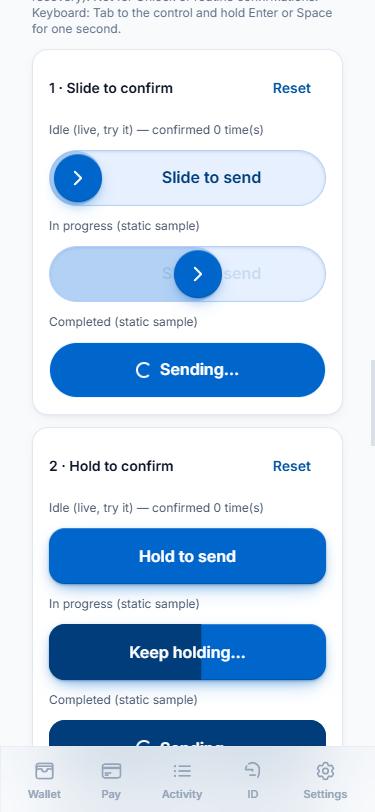 Keyboard: Tab to the control and hold Enter or Space
for one second.
1 · Slide to confirm
Reset
Idle (live, try it) — confirmed 0 time(s)
Slide to send
In progress (static sample)
send
Completed (static sample)
Sending...
2 · Hold to confirm
Reset
Idle (live, try it) — confirmed 0 time(s)
Hold to send
In progress (static sample)
Keep holding...
Completed (static sample)
Wallet
Pay
Activity
ID
Settings